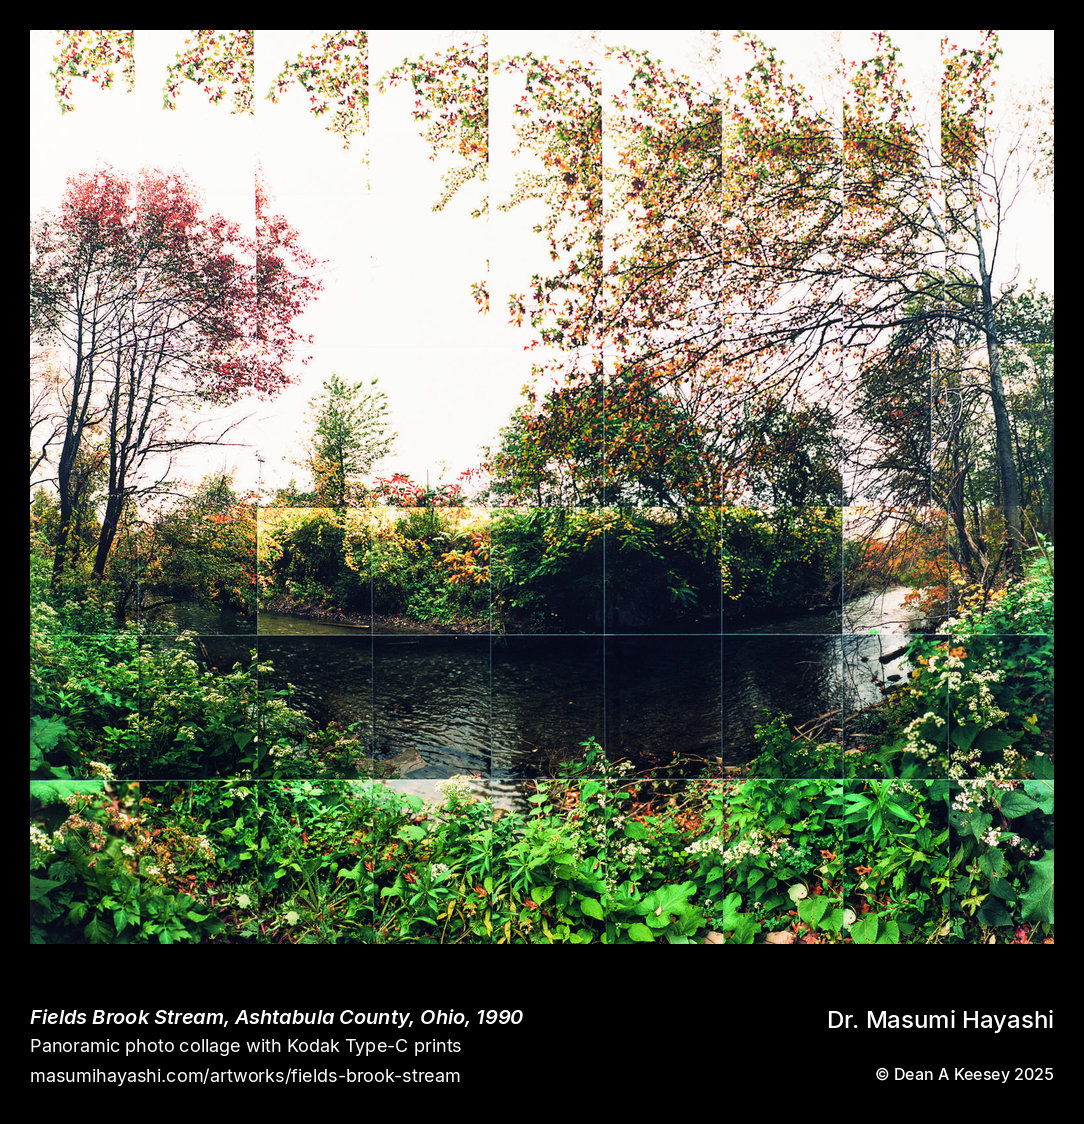 Fields Brook Stream, Ashtabula County, Ohio, 1990
Panoramic photo collage with Kodak Type-C prints
masumihayashi.com/artworks/fields-brook-stream
Dr. Masumi Hayashi
© Dean A Keesey 2025